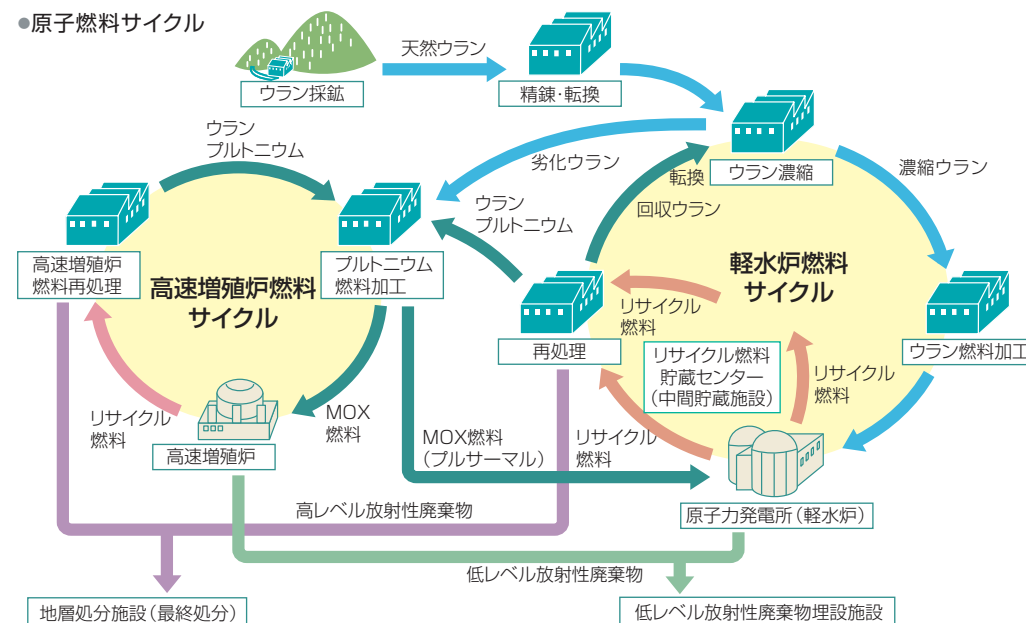 ●原子燃料サイクル
天然ウラン
ウラン採鉱
精錬・転換
ウラン
プルトニウム
劣化ウラン
転換
回収ウラン
ウラン濃縮
濃縮ウラン
ウラン
プルトニウム
高速増殖炉
燃料再処理
高速増殖炉燃料
サイクル
プルトニウム
燃料加工
軽水炉燃料
サイクル
リサイクル
燃料
再処理
リサイクル燃料
貯蔵センター
(中間貯蔵施設)
リサイクル
燃料
ウラン燃料加工
リサイクル
燃料
高速増殖炉
MOX
燃料
MOX燃料
(プルサーマル)
リサイクル
燃料
原子力発電所(軽水炉)
高レベル放射性廃棄物
低レベル放射性廃棄物
地層処分施設(最終処分)
低レベル放射性廃棄物埋設施設